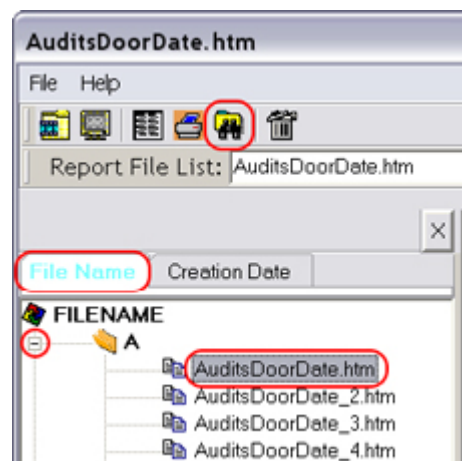 AuditsDoorDate.htm
File Help
Report File List: AuditsDoorDate.htm
File Name Creation Date
FILENAME
A
AuditsDoorDate.htm
AuditsDoorDate_2.htm
AuditsDoorDate_3.htm
AuditsDoorDate_4.htm